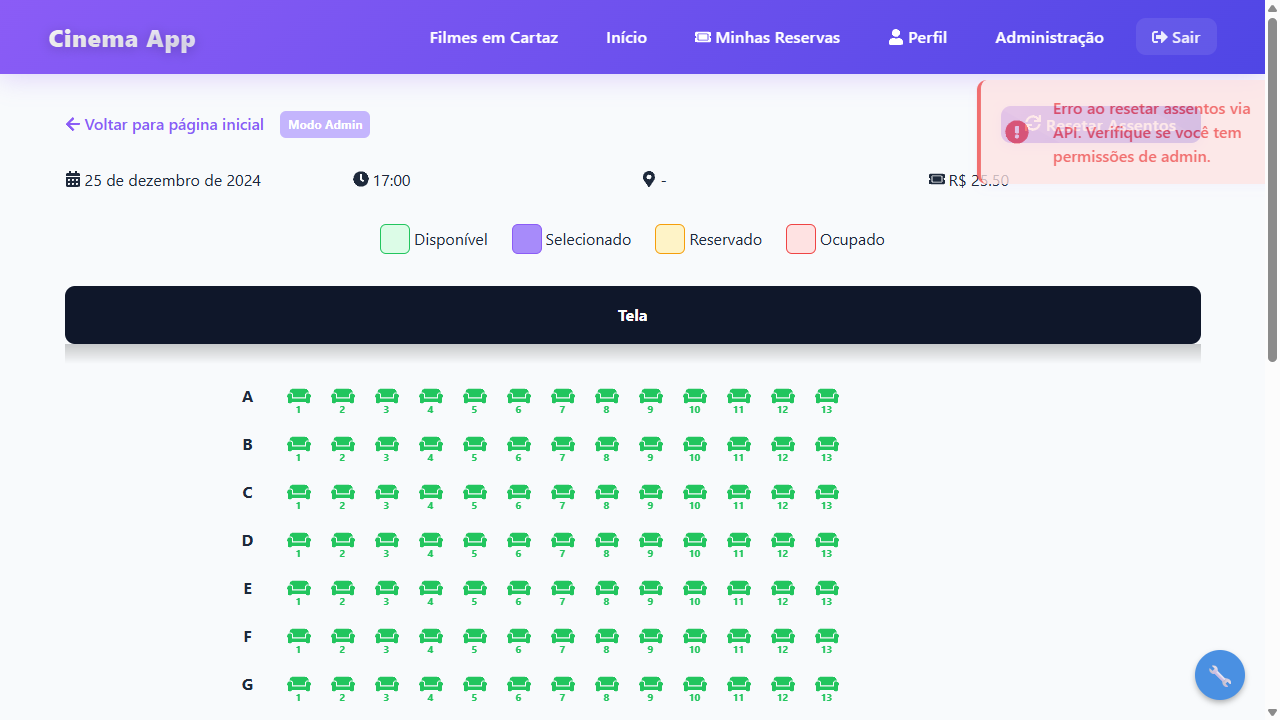 Cinema App
Filmes em Cartaz
Início
Minhas Reservas
Perfil
Administração
Sair
Voltar para página inicial
Modo Admin
Resetar Assentos
Erro ao resetar assentos via
API. Verifique se você tem
permissões de admin.
25 de dezembro de 2024
17:00
-
R$ 25.50
Disponível
Selecionado
Reservado
Ocupado
Tela
A 1 2 3 4 5 6 7 8 9 10 11 12 13
B 1 2 3 4 5 6 7 8 9 10 11 12 13
C 1 2 3 4 5 6 7 8 9 10 11 12 13
D 1 2 3 4 5 6 7 8 9 10 11 12 13
E 1 2 3 4 5 6 7 8 9 10 11 12 13
F 1 2 3 4 5 6 7 8 9 10 11 12 13
G 1 2 3 4 5 6 7 8 9 10 11 12 13